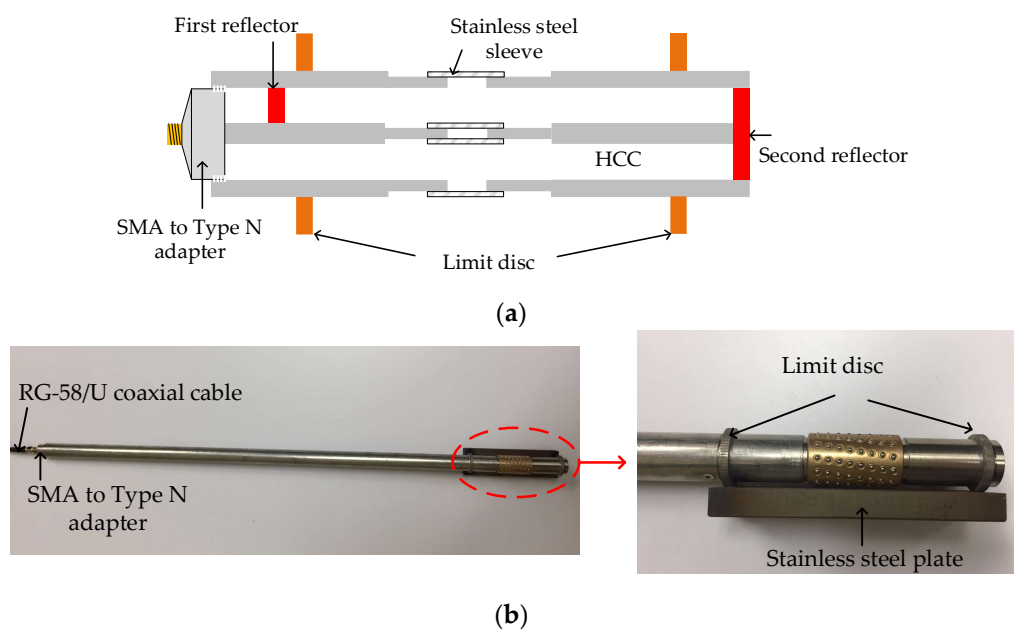 First reflector
Stainless steel
sleeve
HCC
Second reflector
SMA to Type N
adapter
Limit disc
(a)
RG-58/U coaxial cable
SMA to Type N
adapter
Limit disc
Stainless steel plate
(b)